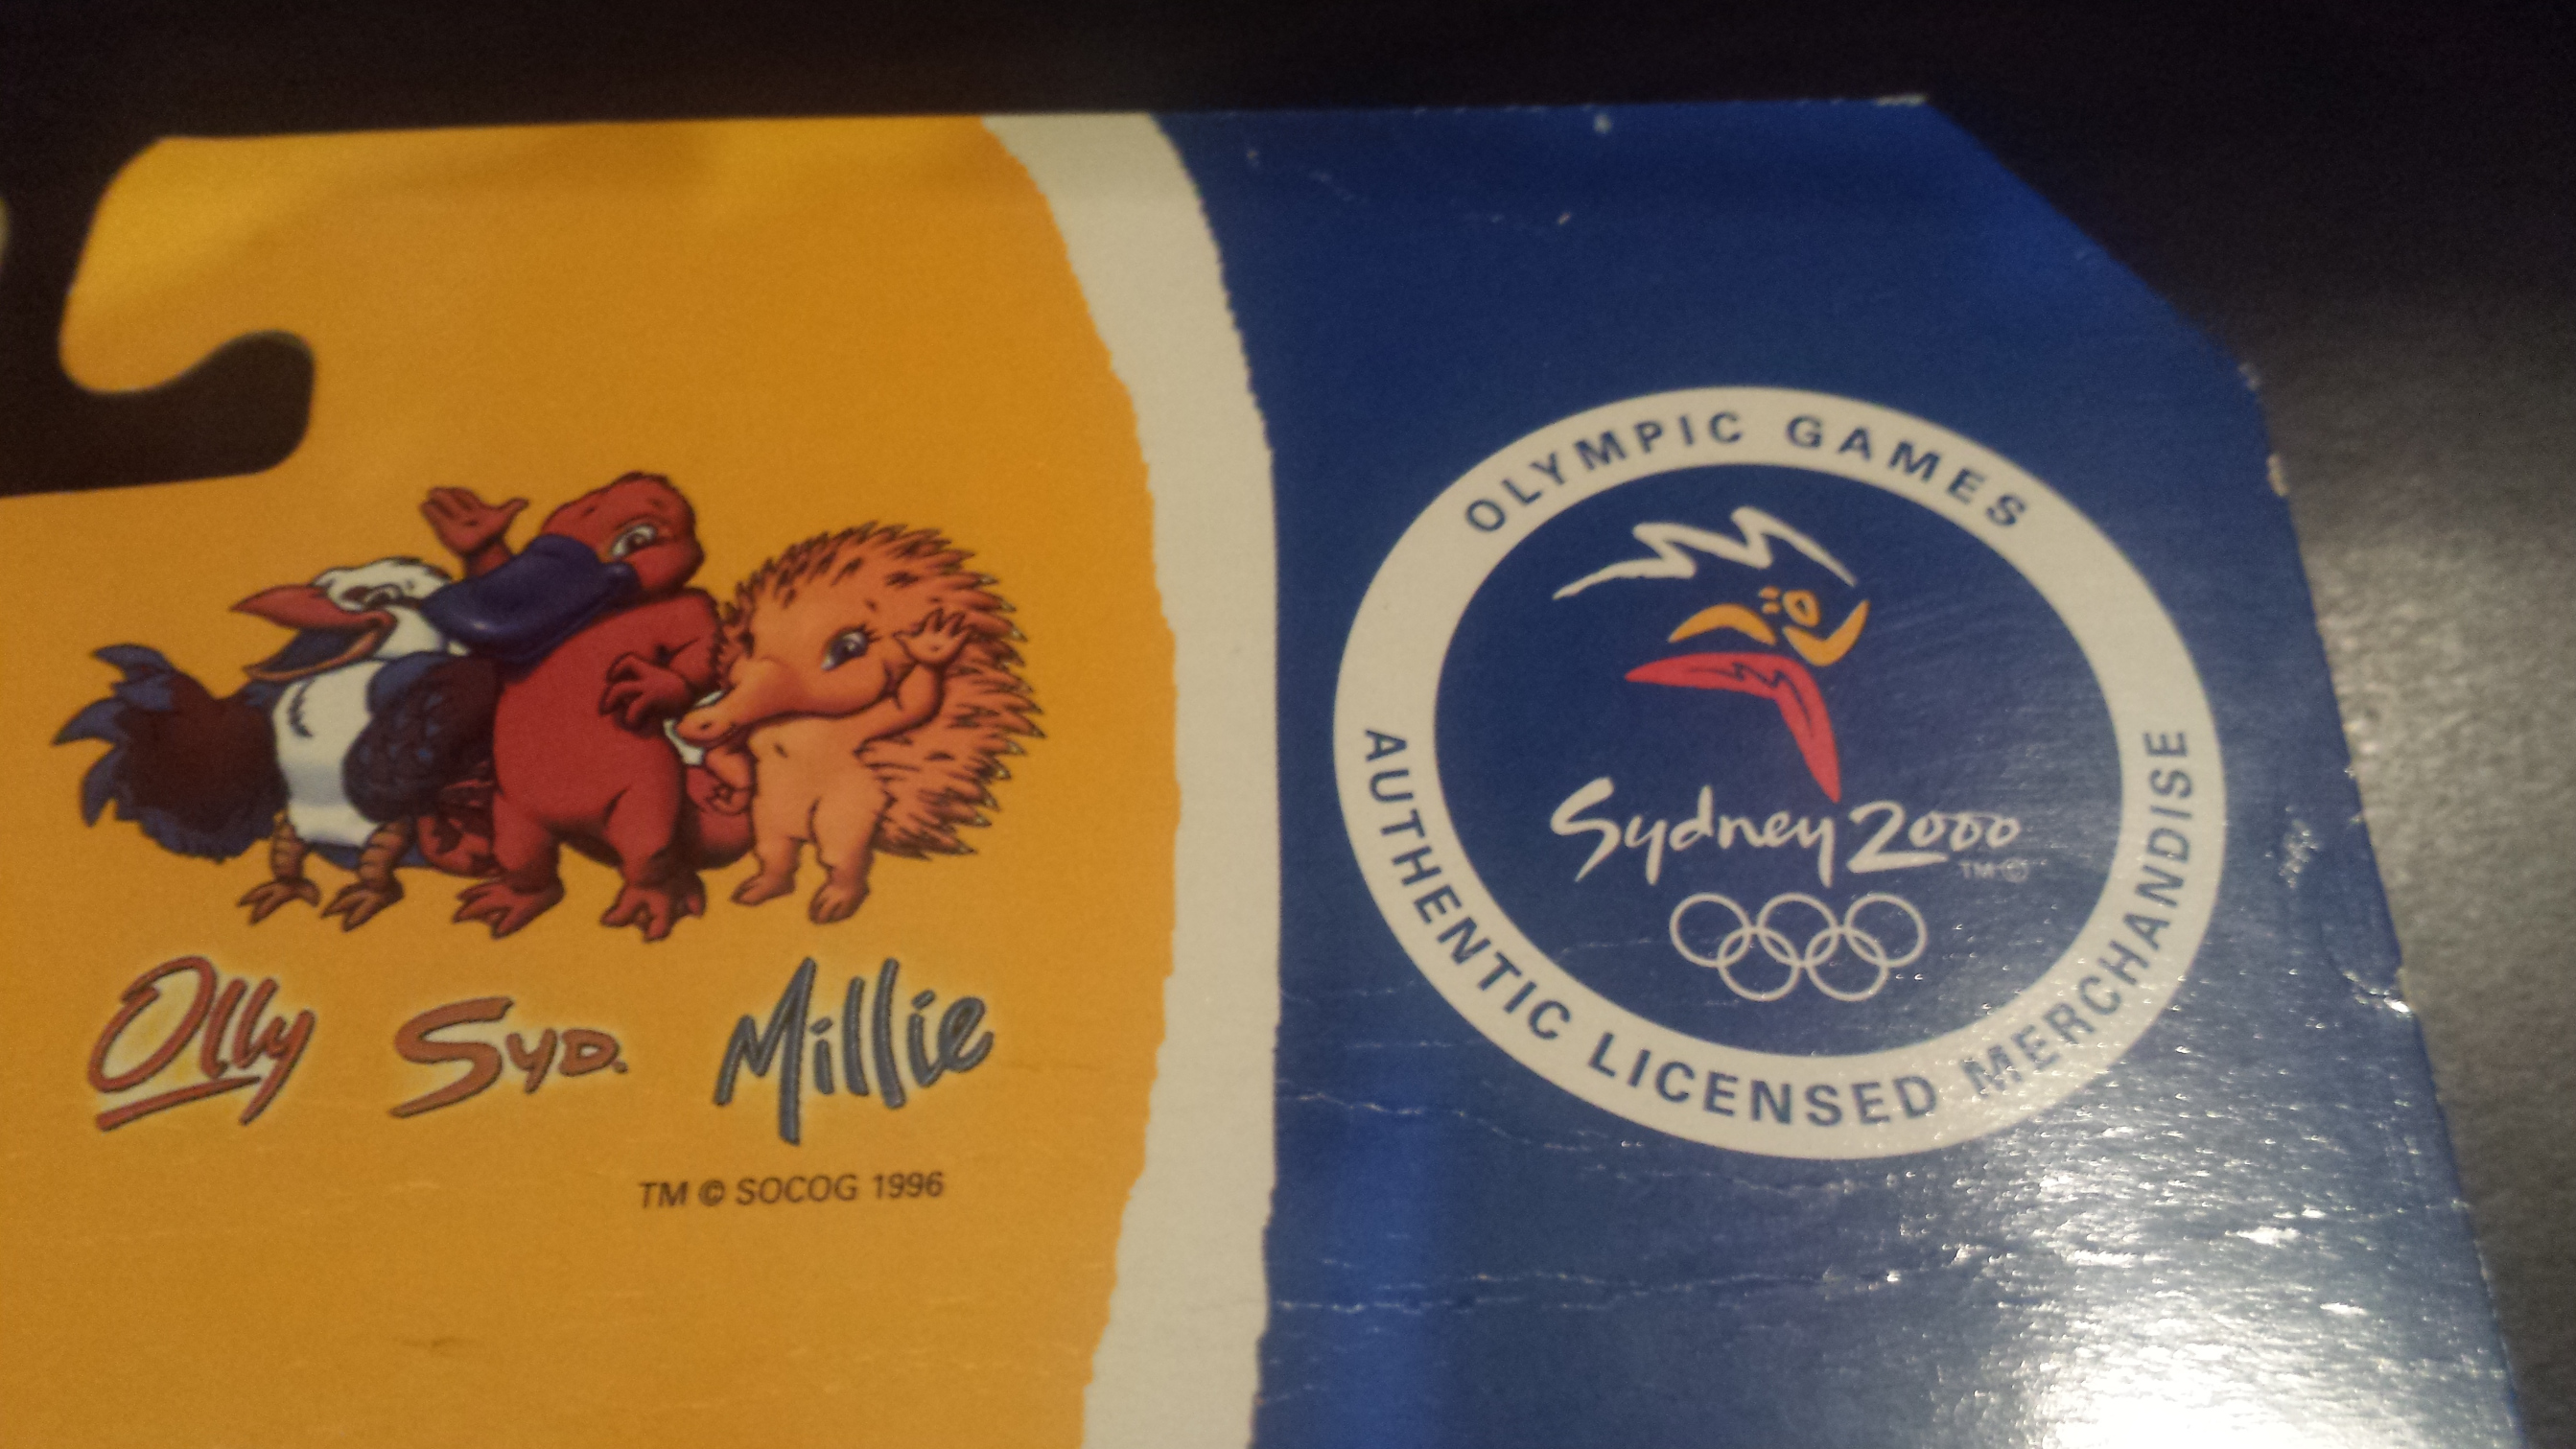 Olly Syd. Millie
TM © SOCOG 1996
OLYMPIC GAMES
Sydney 2000
TM ©
AUTHENTIC LICENSED MERCHANDISE